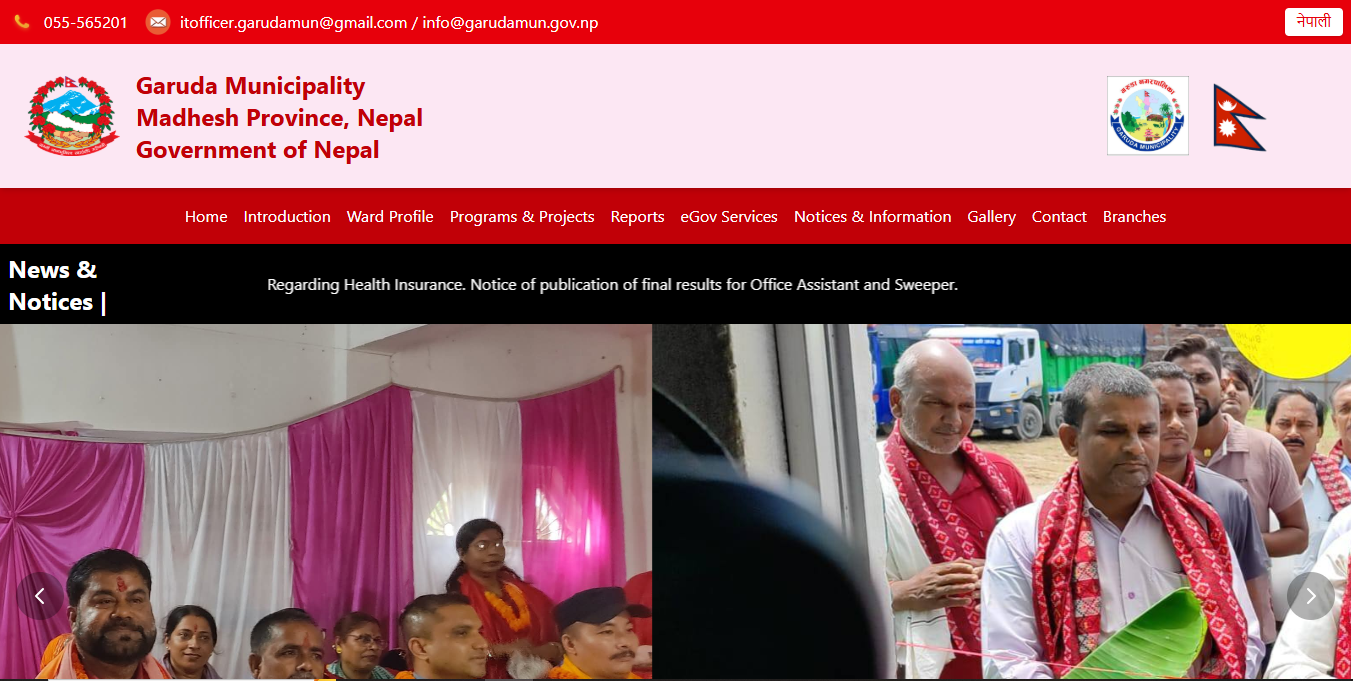 055-565201 itofficer.garudamun@gmail.com / info@garudamun.gov.np
नेपाली
Garuda Municipality
Madhesh Province, Nepal
Government of Nepal
गरुडा नगरपालिका
GARUDA MUNICIPALITY
Home Introduction Ward Profile Programs & Projects Reports eGov Services Notices & Information Gallery Contact Branches
News &
Notices |
Regarding Health Insurance. Notice of publication of final results for Office Assistant and Sweeper.